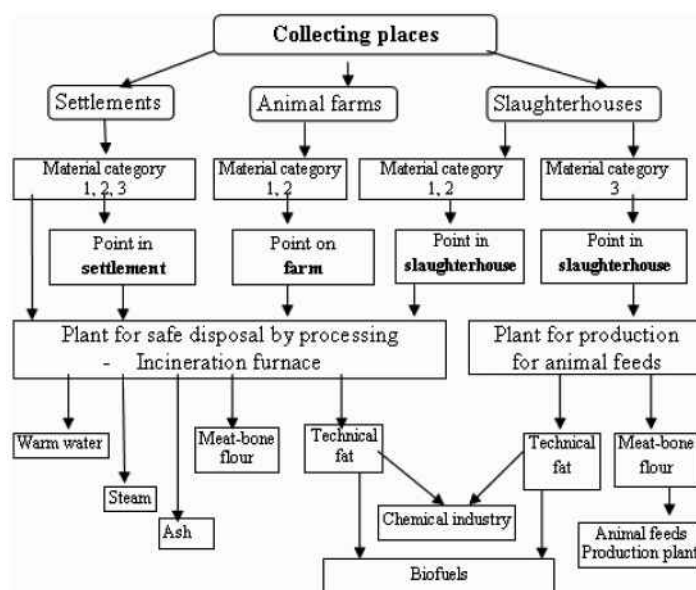 Collecting places
Settlements
Animal farms
Slaughterhouses
Material category
1, 2, 3
Material category
1, 2
Material category
1, 2
Material category
3
Point in
settlement
Point on
farm
Point in
slaughterhouse
Point in
slaughterhouse
Plant for safe disposal by processing
- Incineration furnace
Plant for production
for animal feeds
Warm water
Steam
Ash
Meat-bone
flour
Technical
fat
Technical
fat
Meat-bone
flour
Chemical industry
Animal feeds
Production plant
Biofuels